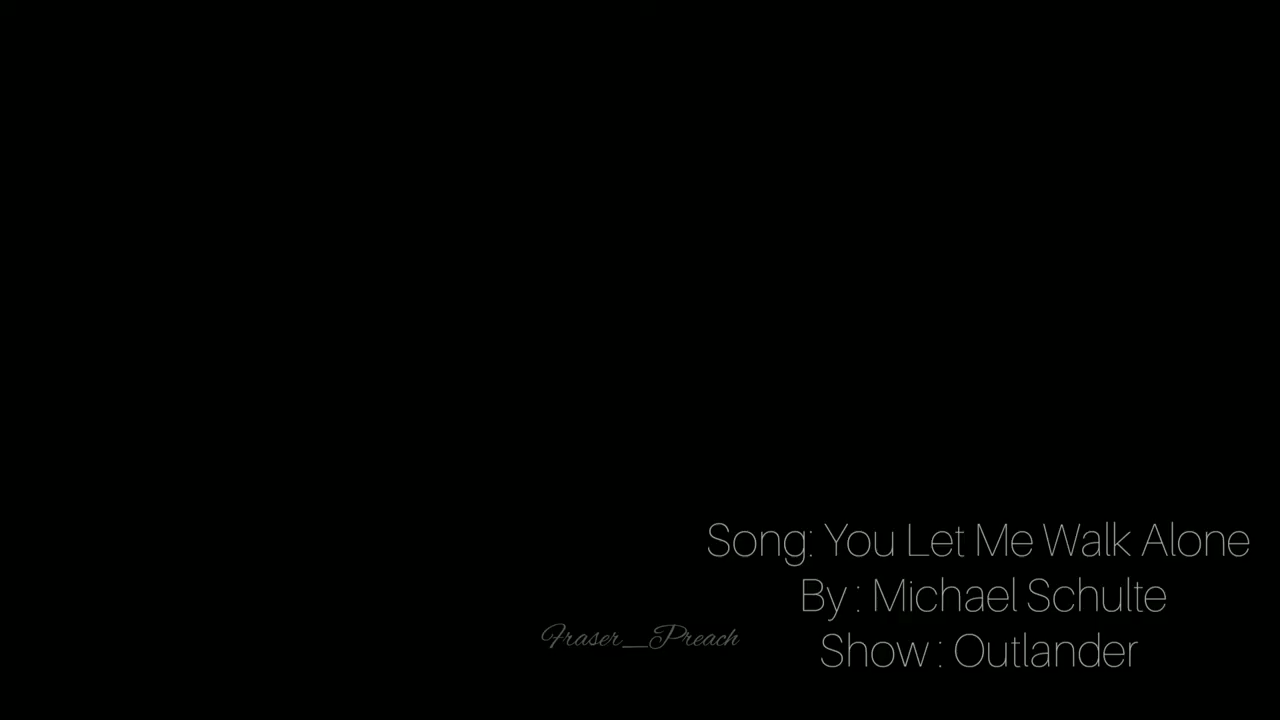 Song: You Let Me Walk Alone
By : Michael Schulte
Show : Outlander
Fraser_Preach